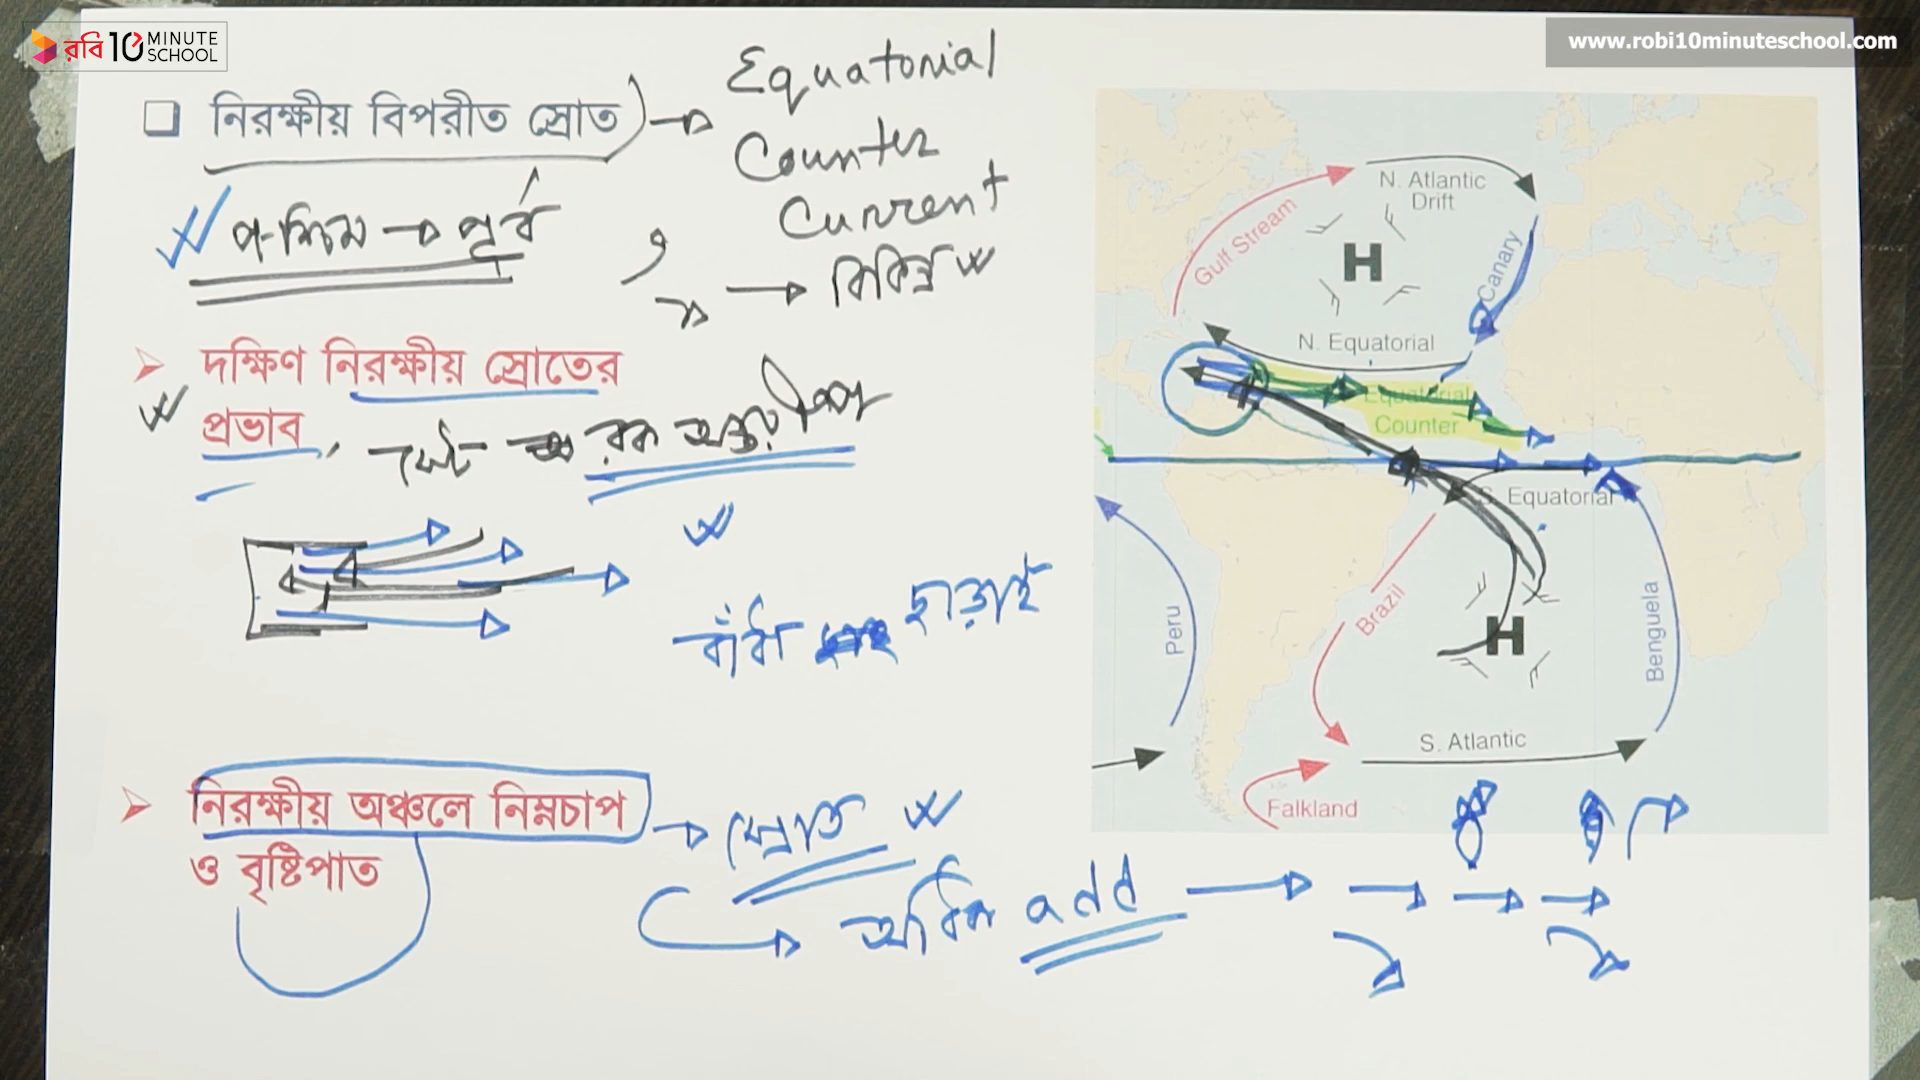 রবি 10 MINUTE SCHOOL
www.robi10minuteschool.com
নিরক্ষীয় বিপরীত স্রোত
Equatorial
Counter
Current
পশ্চিম → পূর্ব
দক্ষিণ নিরক্ষীয় স্রোতের
প্রভাব
বাঁধা ছাড়াই
নিরক্ষীয় অঞ্চলে নিম্নচাপ
ও বৃষ্টিপাত
স্রোত
অধিক add
N. Atlantic
Drift
Gulf Stream
H
Canary
N. Equatorial
Equatorial
Counter
S. Equatorial
Peru
Brazil
H
Benguela
S. Atlantic
Falkland